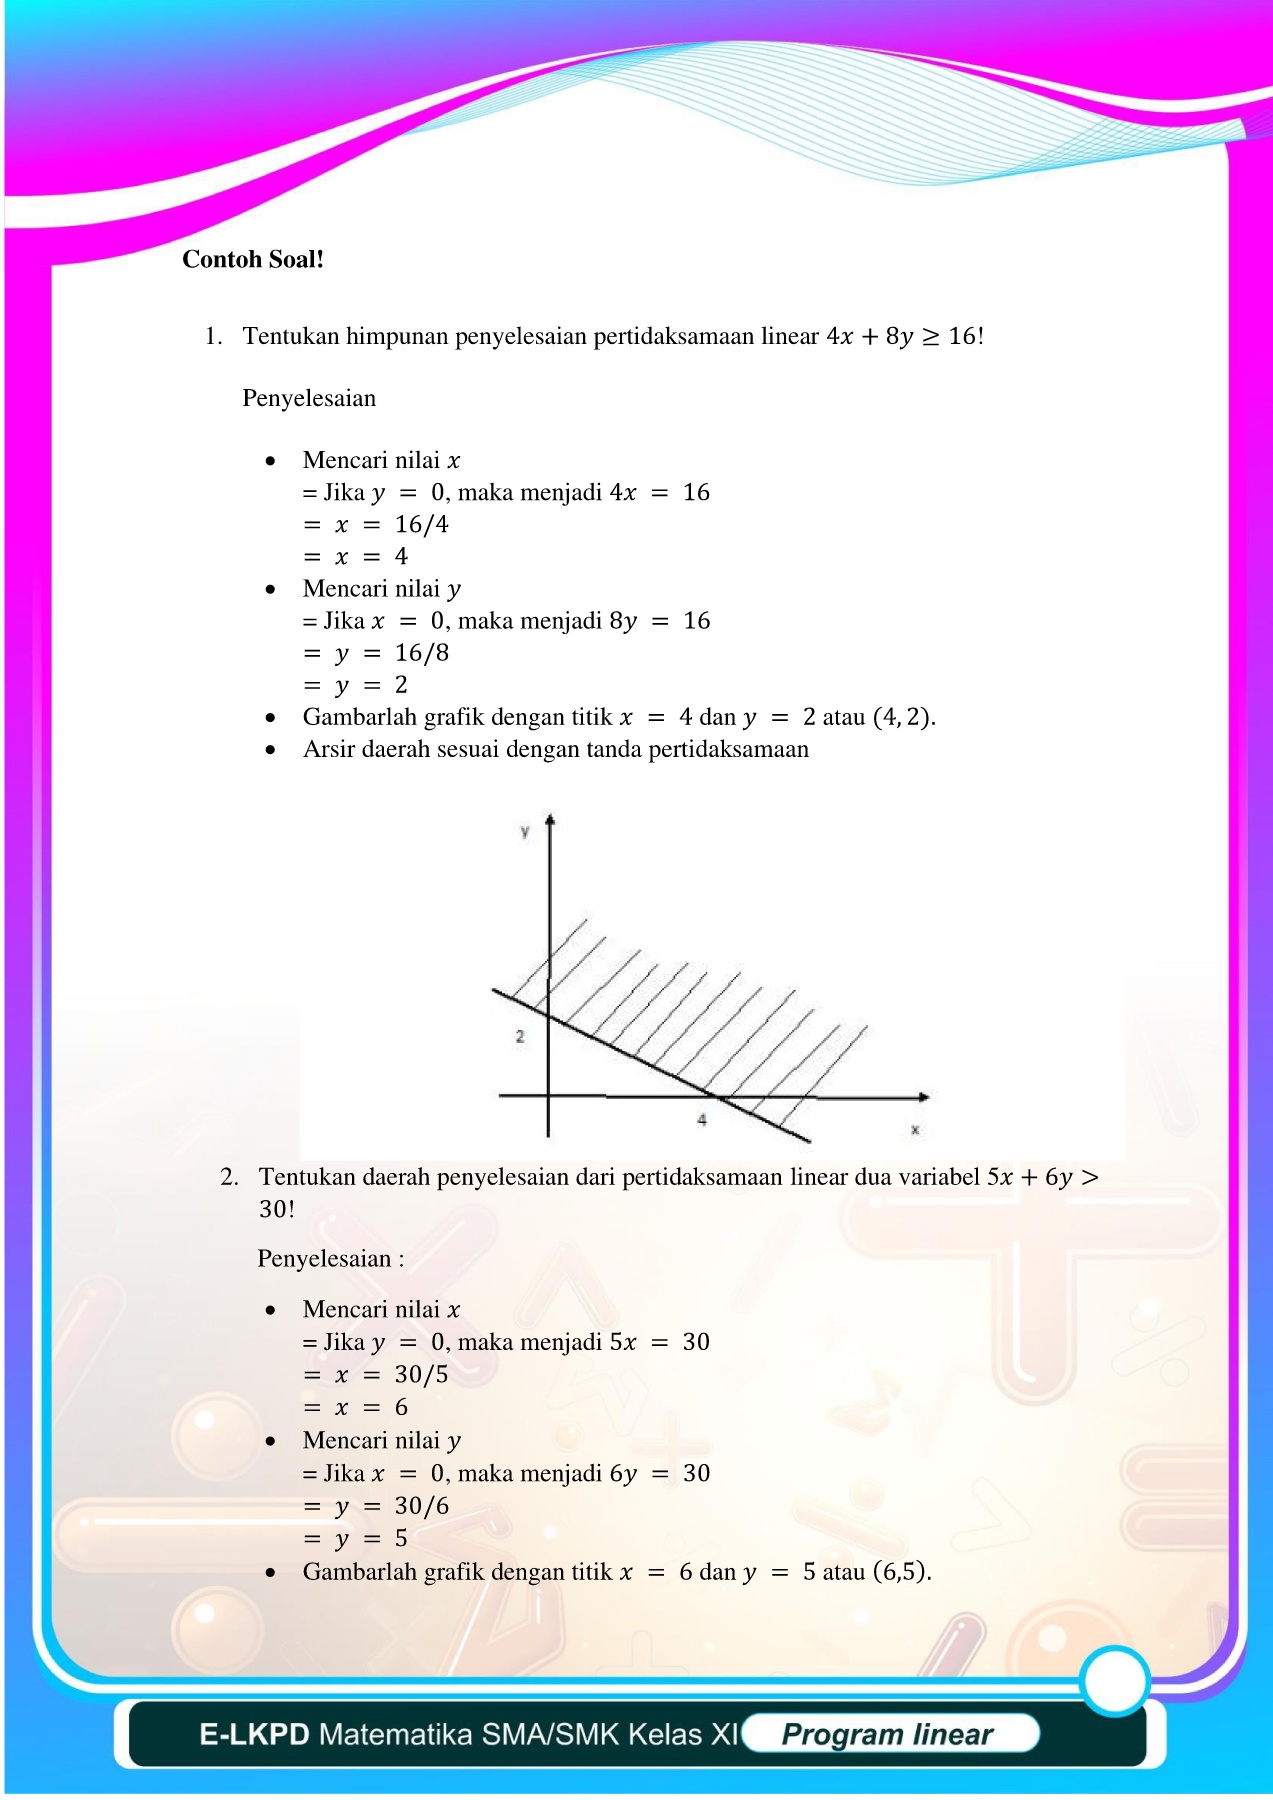 Contoh Soal!
1. Tentukan himpunan penyelesaian pertidaksamaan linear 4x + 8y ≥ 16!
Penyelesaian
• Mencari nilai x
= Jika y = 0, maka menjadi 4x = 16
= x = 16/4
= x = 4
• Mencari nilai y
= Jika x = 0, maka menjadi 8y = 16
= y = 16/8
= y = 2
• Gambarlah grafik dengan titik x = 4 dan y = 2 atau (4, 2).
• Arsir daerah sesuai dengan tanda pertidaksamaan
y
2
4
x
2. Tentukan daerah penyelesaian dari pertidaksamaan linear dua variabel 5x + 6y >
30!
Penyelesaian :
• Mencari nilai x
= Jika y = 0, maka menjadi 5x = 30
= x = 30/5
= x = 6
• Mencari nilai y
= Jika x = 0, maka menjadi 6y = 30
= y = 30/6
= y = 5
• Gambarlah grafik dengan titik x = 6 dan y = 5 atau (6,5).
E-LKPD Matematika SMA/SMK Kelas XI Program linear